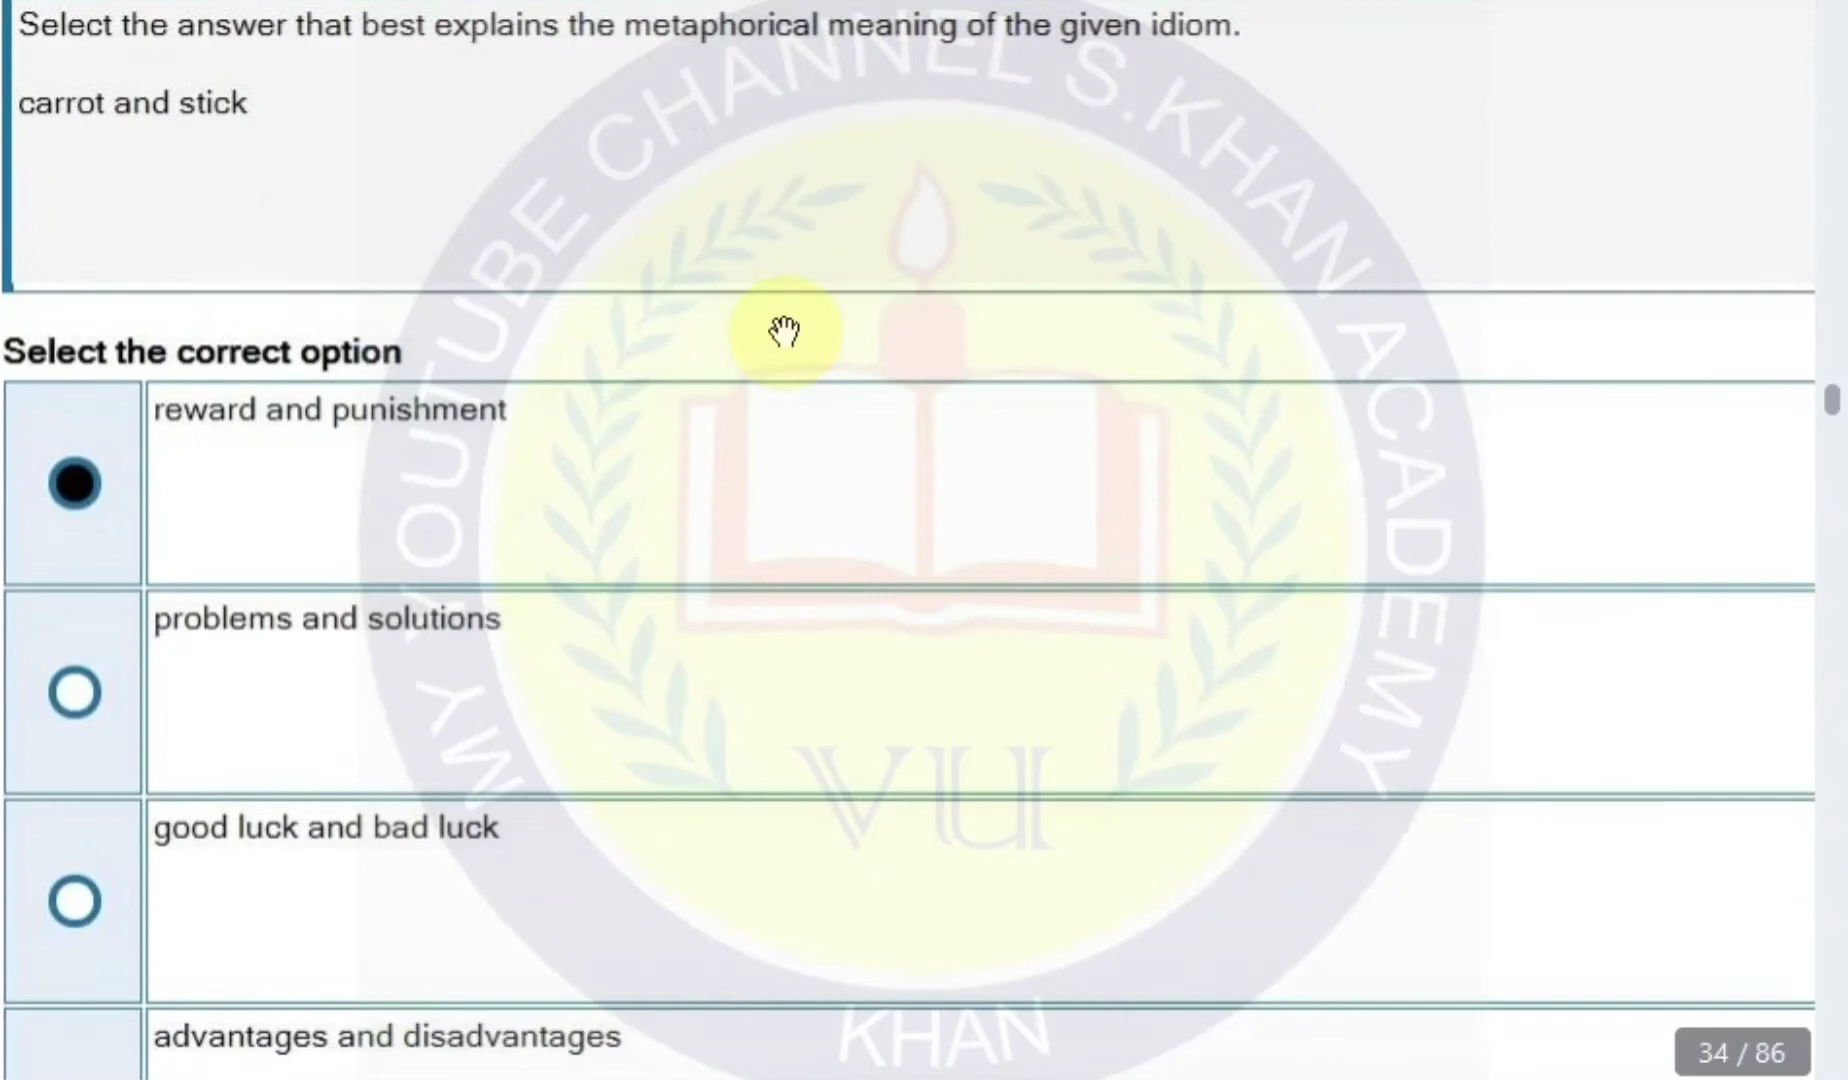 Select the answer that best explains the metaphorical meaning of the given idiom.
carrot and stick
Select the correct option
reward and punishment
problems and solutions
good luck and bad luck
advantages and disadvantages
MY YOUTUBE CHANNEL S.KHAN ACADEMY
VU
KHAN
34 / 86